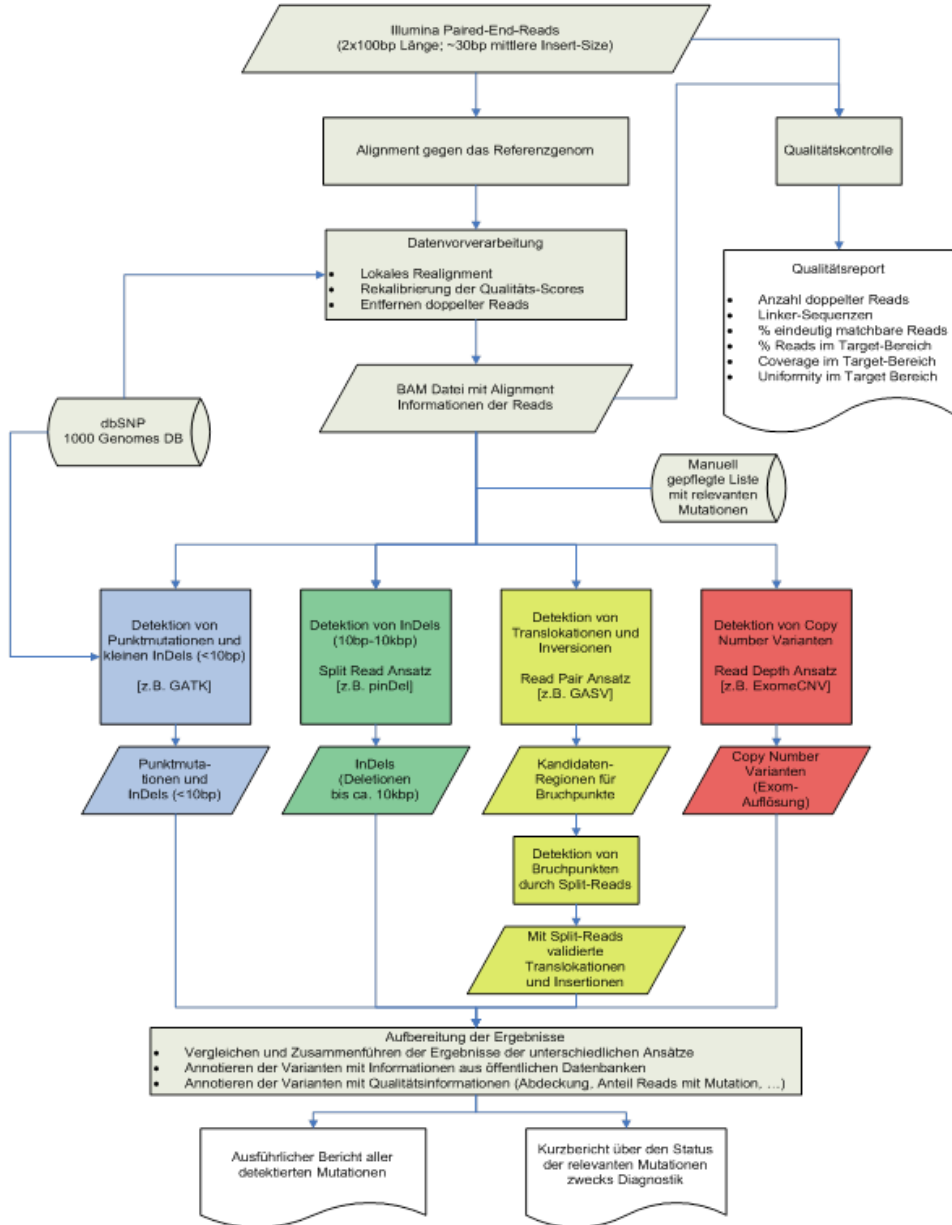 Illumina Paired-End-Reads
(2x100bp Länge; ~30bp mittlere Insert-Size)
Alignment gegen das Referenzgenom
Qualitätskontrolle
Datenvorverarbeitung
• Lokales Realignment
• Rekalibrierung der Qualitäts-Scores
• Entfernen doppelter Reads
Qualitätsreport
• Anzahl doppelter Reads
• Linker-Sequenzen
• % eindeutig matchbare Reads
• % Reads im Target-Bereich
• Coverage im Target-Bereich
• Uniformity im Target Bereich
BAM Datei mit Alignment
Informationen der Reads
dbSNP
1000 Genomes DB
Manuell
gepflegte Liste
mit relevanten
Mutationen
Detektion von
Punktmutationen und
kleinen InDels (<10bp)
[z.B. GATK]
Detektion von InDels
(10bp-10kbp)
Split Read Ansatz
[z.B. pinDel]
Detektion von
Translokationen und
Inversionen
Read Pair Ansatz
[z.B. GASV]
Detektion von Copy
Number Varianten
Read Depth Ansatz
[z.B. ExomeCNV]
Punktmuta-
tionen und
InDels (<10bp)
InDels
(Deletionen
bis ca. 10kbp)
Kandidaten-
Regionen für
Bruchpunkte
Copy Number
Varianten
(Exom-
Auflösung)
Detektion von
Bruchpunkten
durch Split-Reads
Mit Split-Reads
validierte
Translokationen
und Insertionen
Aufbereitung der Ergebnisse
• Vergleichen und Zusammenführen der Ergebnisse der unterschiedlichen Ansätze
• Annotieren der Varianten mit Informationen aus öffentlichen Datenbanken
• Annotieren der Varianten mit Qualitätsinformationen (Abdeckung, Anteil Reads mit Mutation, …)
Ausführlicher Bericht aller
detektierten Mutationen
Kurzbericht über den Status
der relevanten Mutationen
zwecks Diagnostik